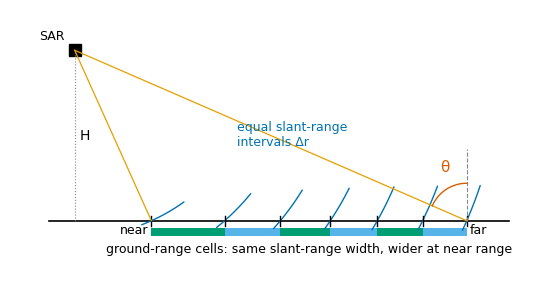 SAR
equal slant-range
intervals Δr
H
θ
near
far
ground-range cells: same slant-range width, wider at near range